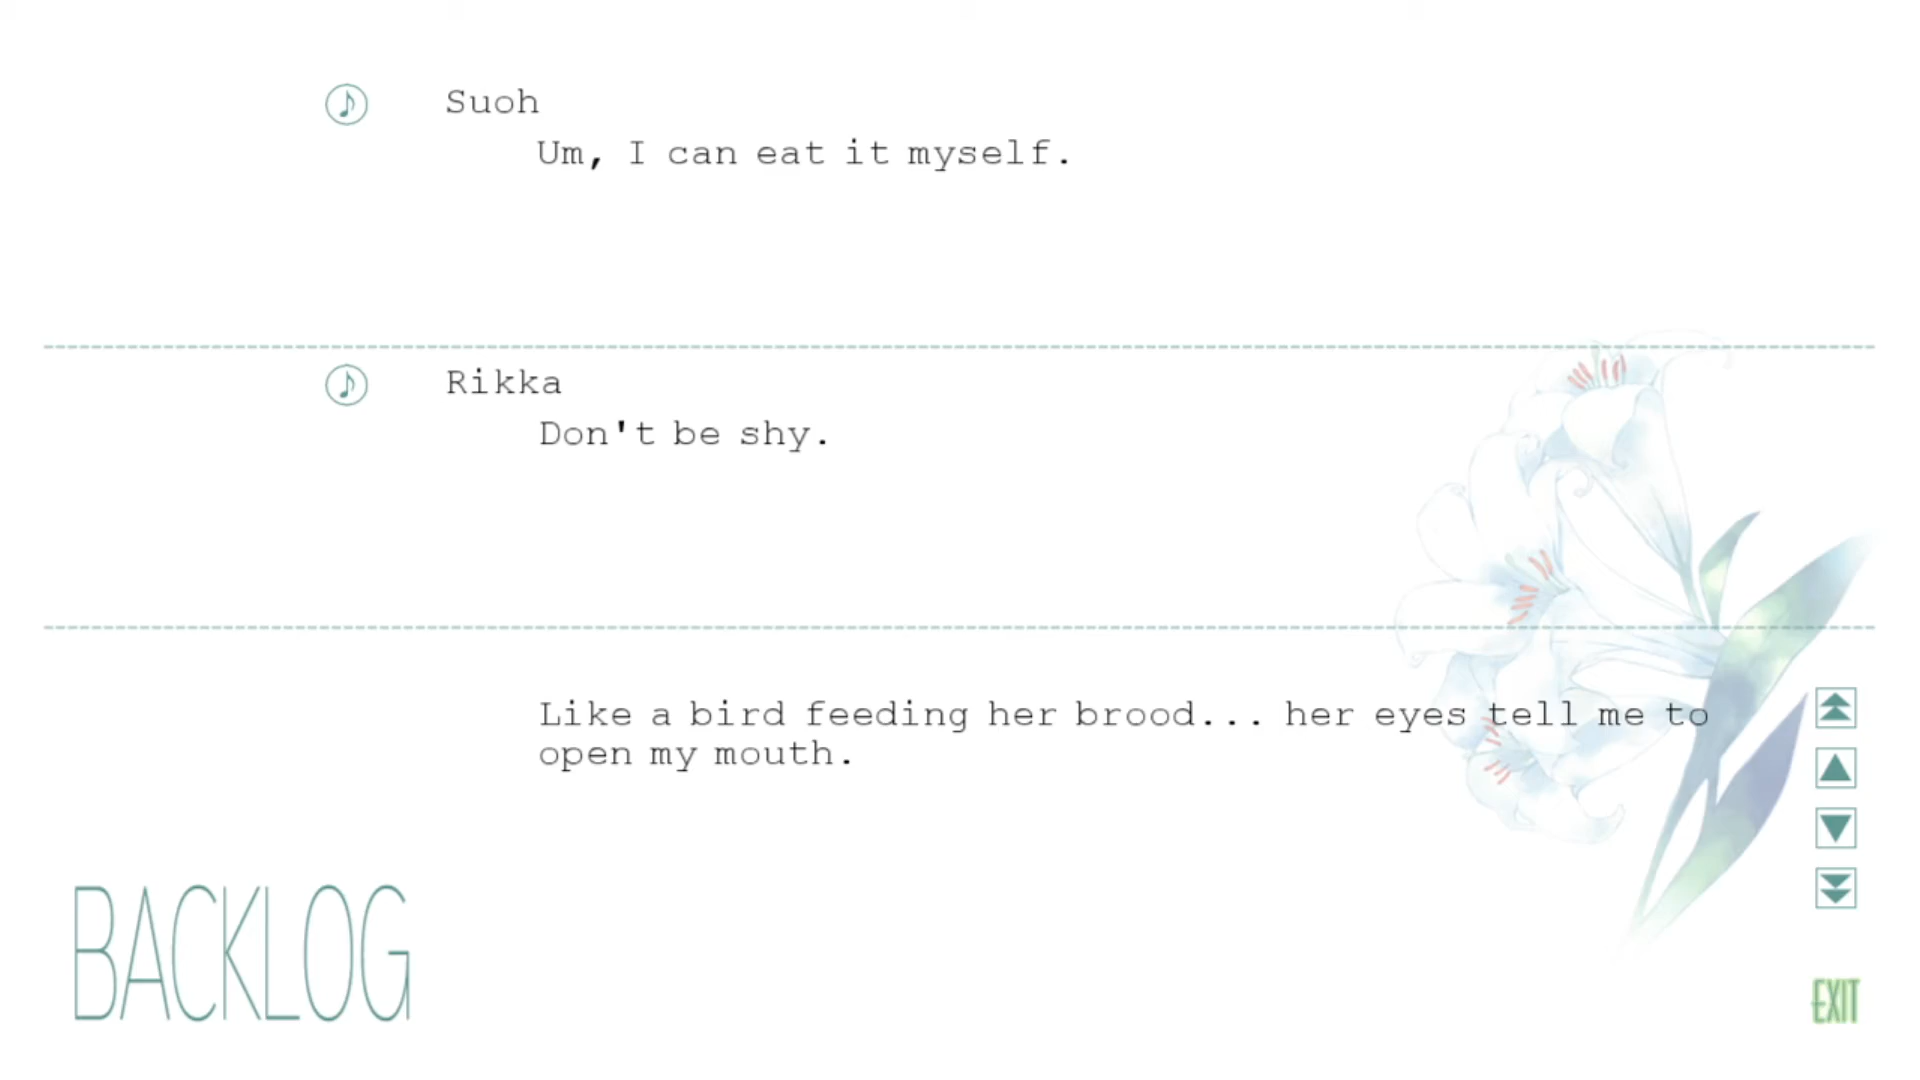 Suoh
Um, I can eat it myself.
Rikka
Don't be shy.
Like a bird feeding her brood... her eyes tell me to
open my mouth.
BACKLOG
EXIT